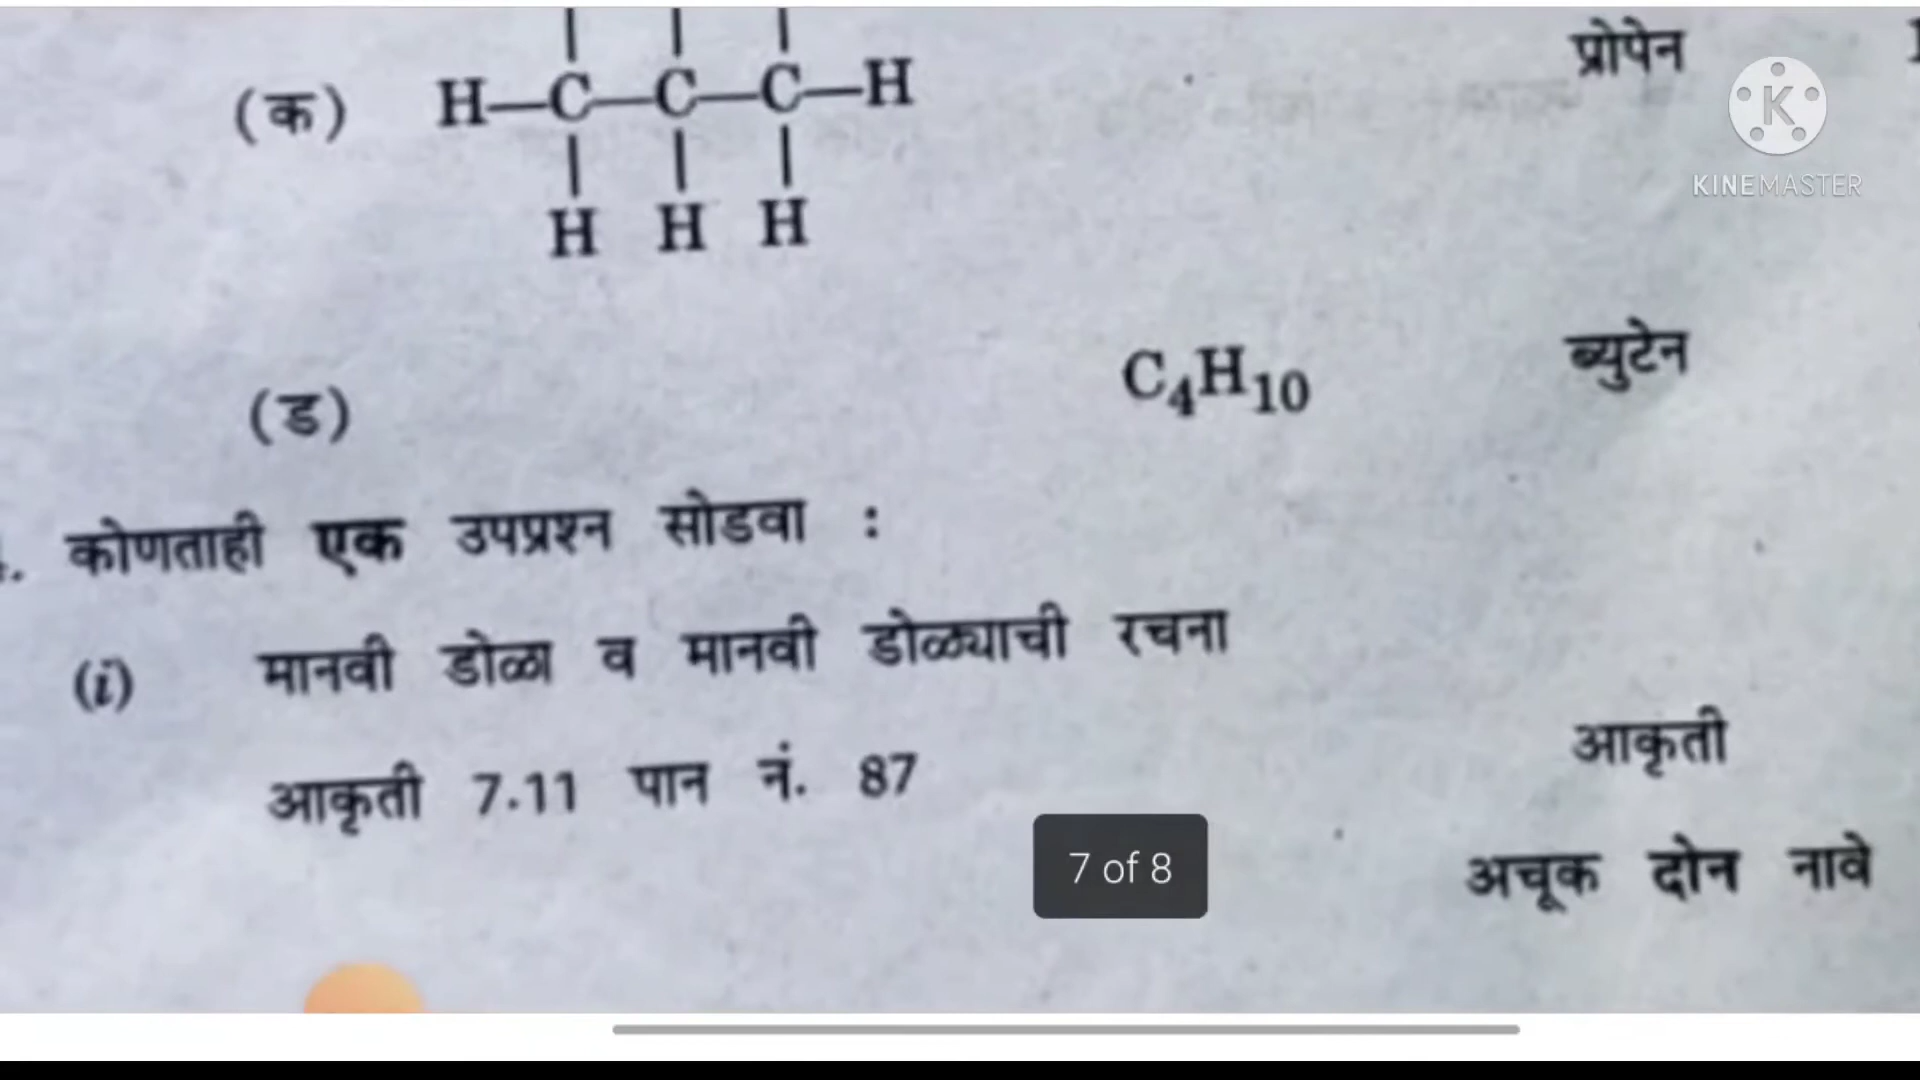 प्रोपेन
(क) H—C—C—C—H
H H H
KINEMASTER
C₄H₁₀ ब्युटेन
(ड)
कोणताही एक उपप्रश्न सोडवा :
(i) मानवी डोळा व मानवी डोळ्याची रचना
आकृती
आकृती 7.11 पान नं. 87
7 of 8
अचूक दोन नावे